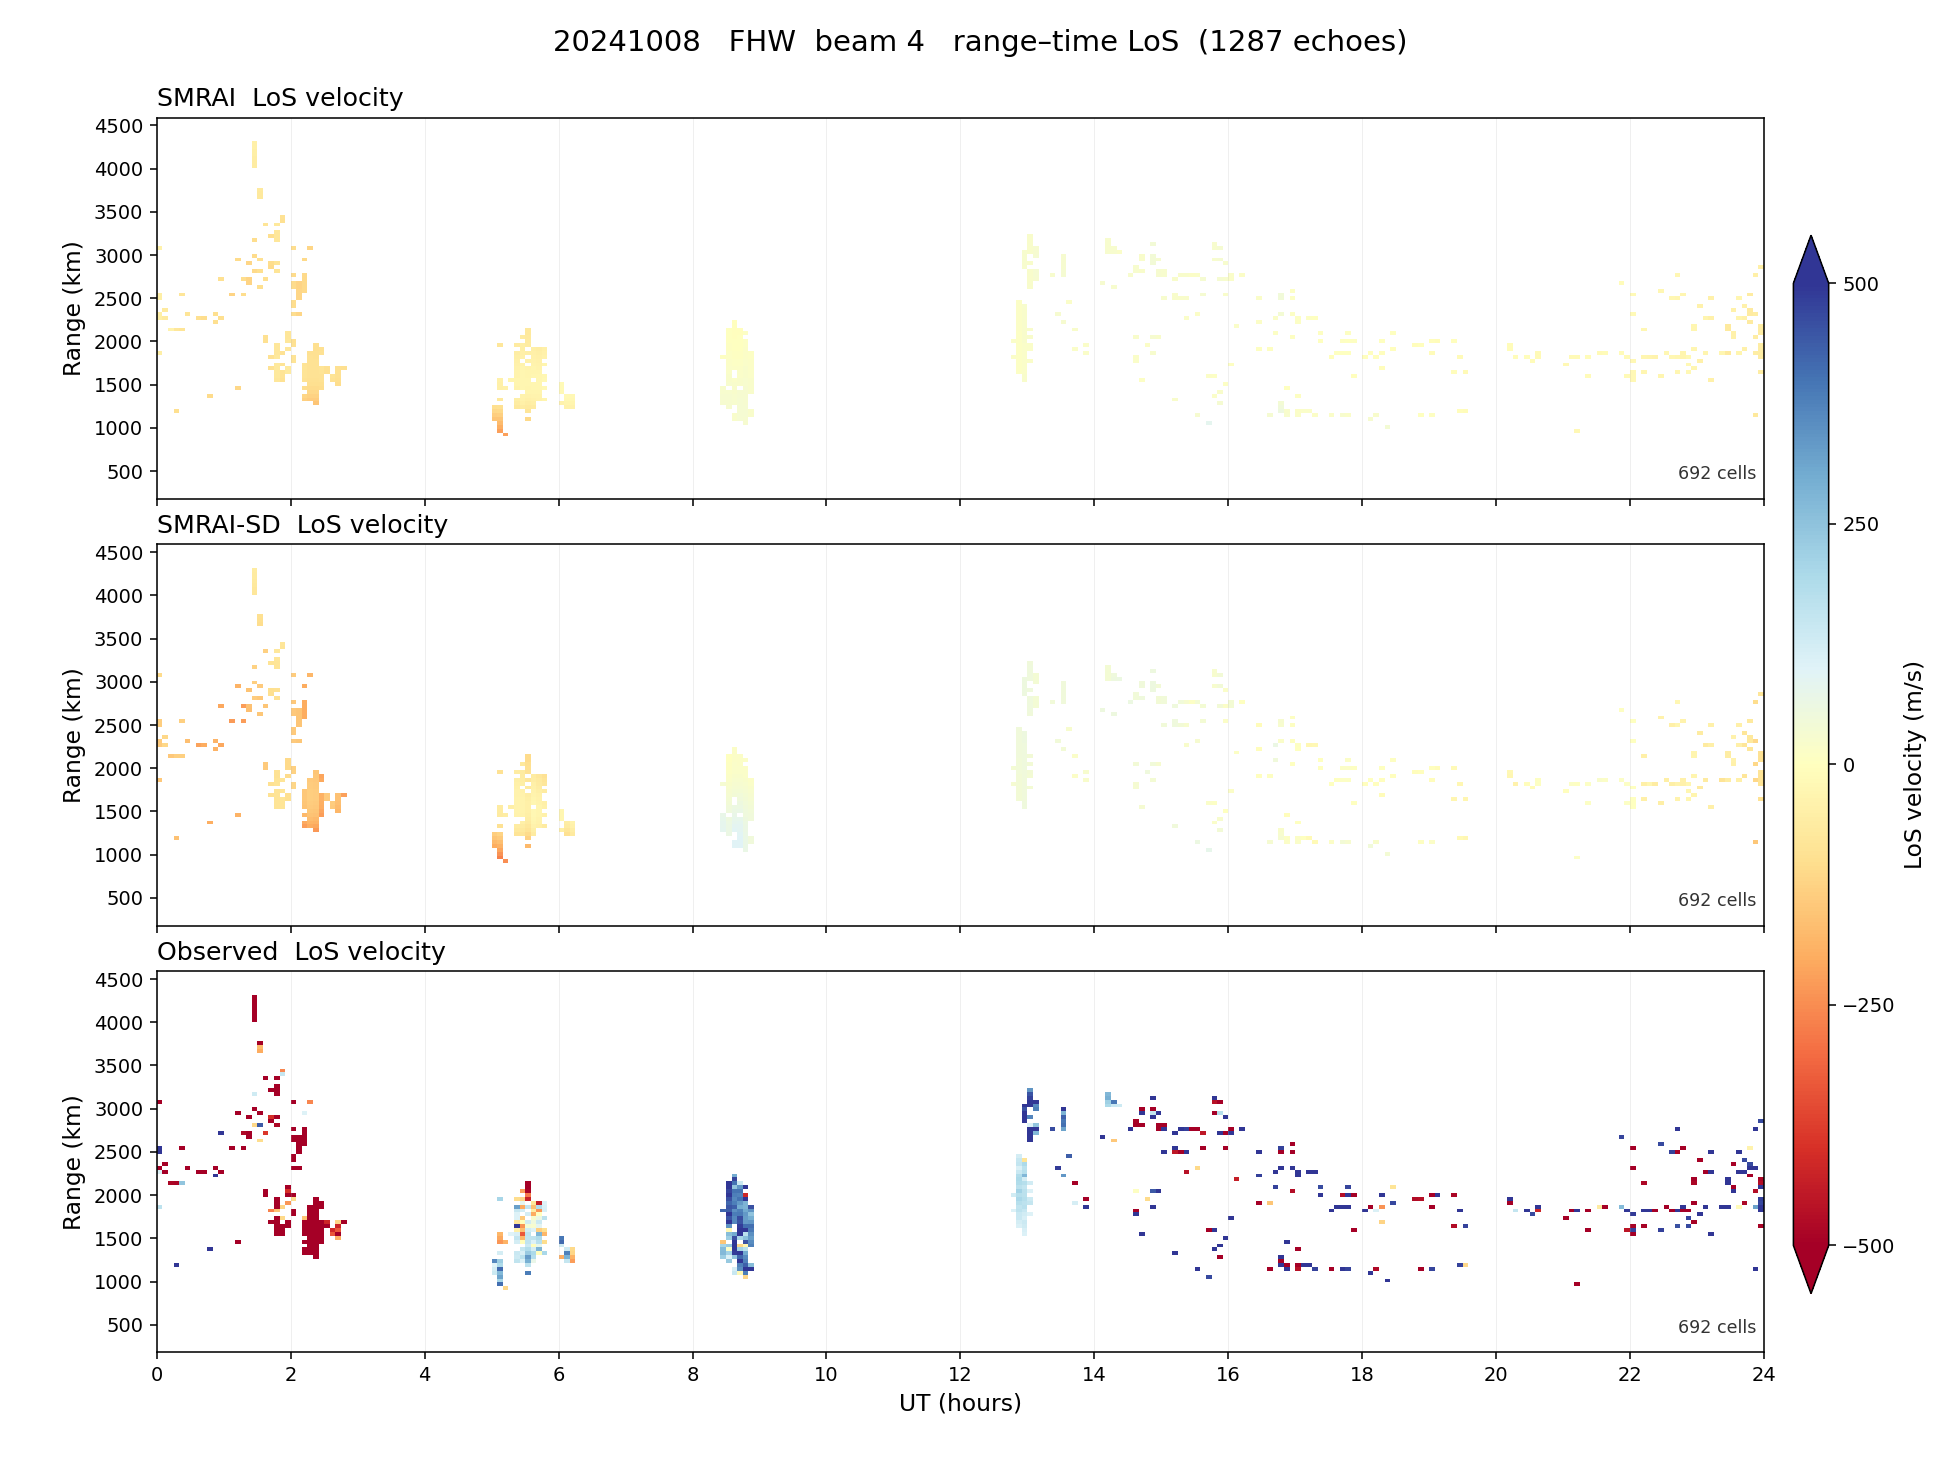 20241008   FHW  beam 4   range–time LoS  (1287 echoes)
SMRAI  LoS velocity
4500
4000
3500
3000
2500
2000
1500
1000
500
Range (km)
692 cells
SMRAI-SD  LoS velocity
4500
4000
3500
3000
2500
2000
1500
1000
500
Range (km)
692 cells
Observed  LoS velocity
4500
4000
3500
3000
2500
2000
1500
1000
500
Range (km)
692 cells
0 2 4 6 8 10 12 14 16 18 20 22 24
UT (hours)
500
250
0
−250
−500
LoS velocity (m/s)